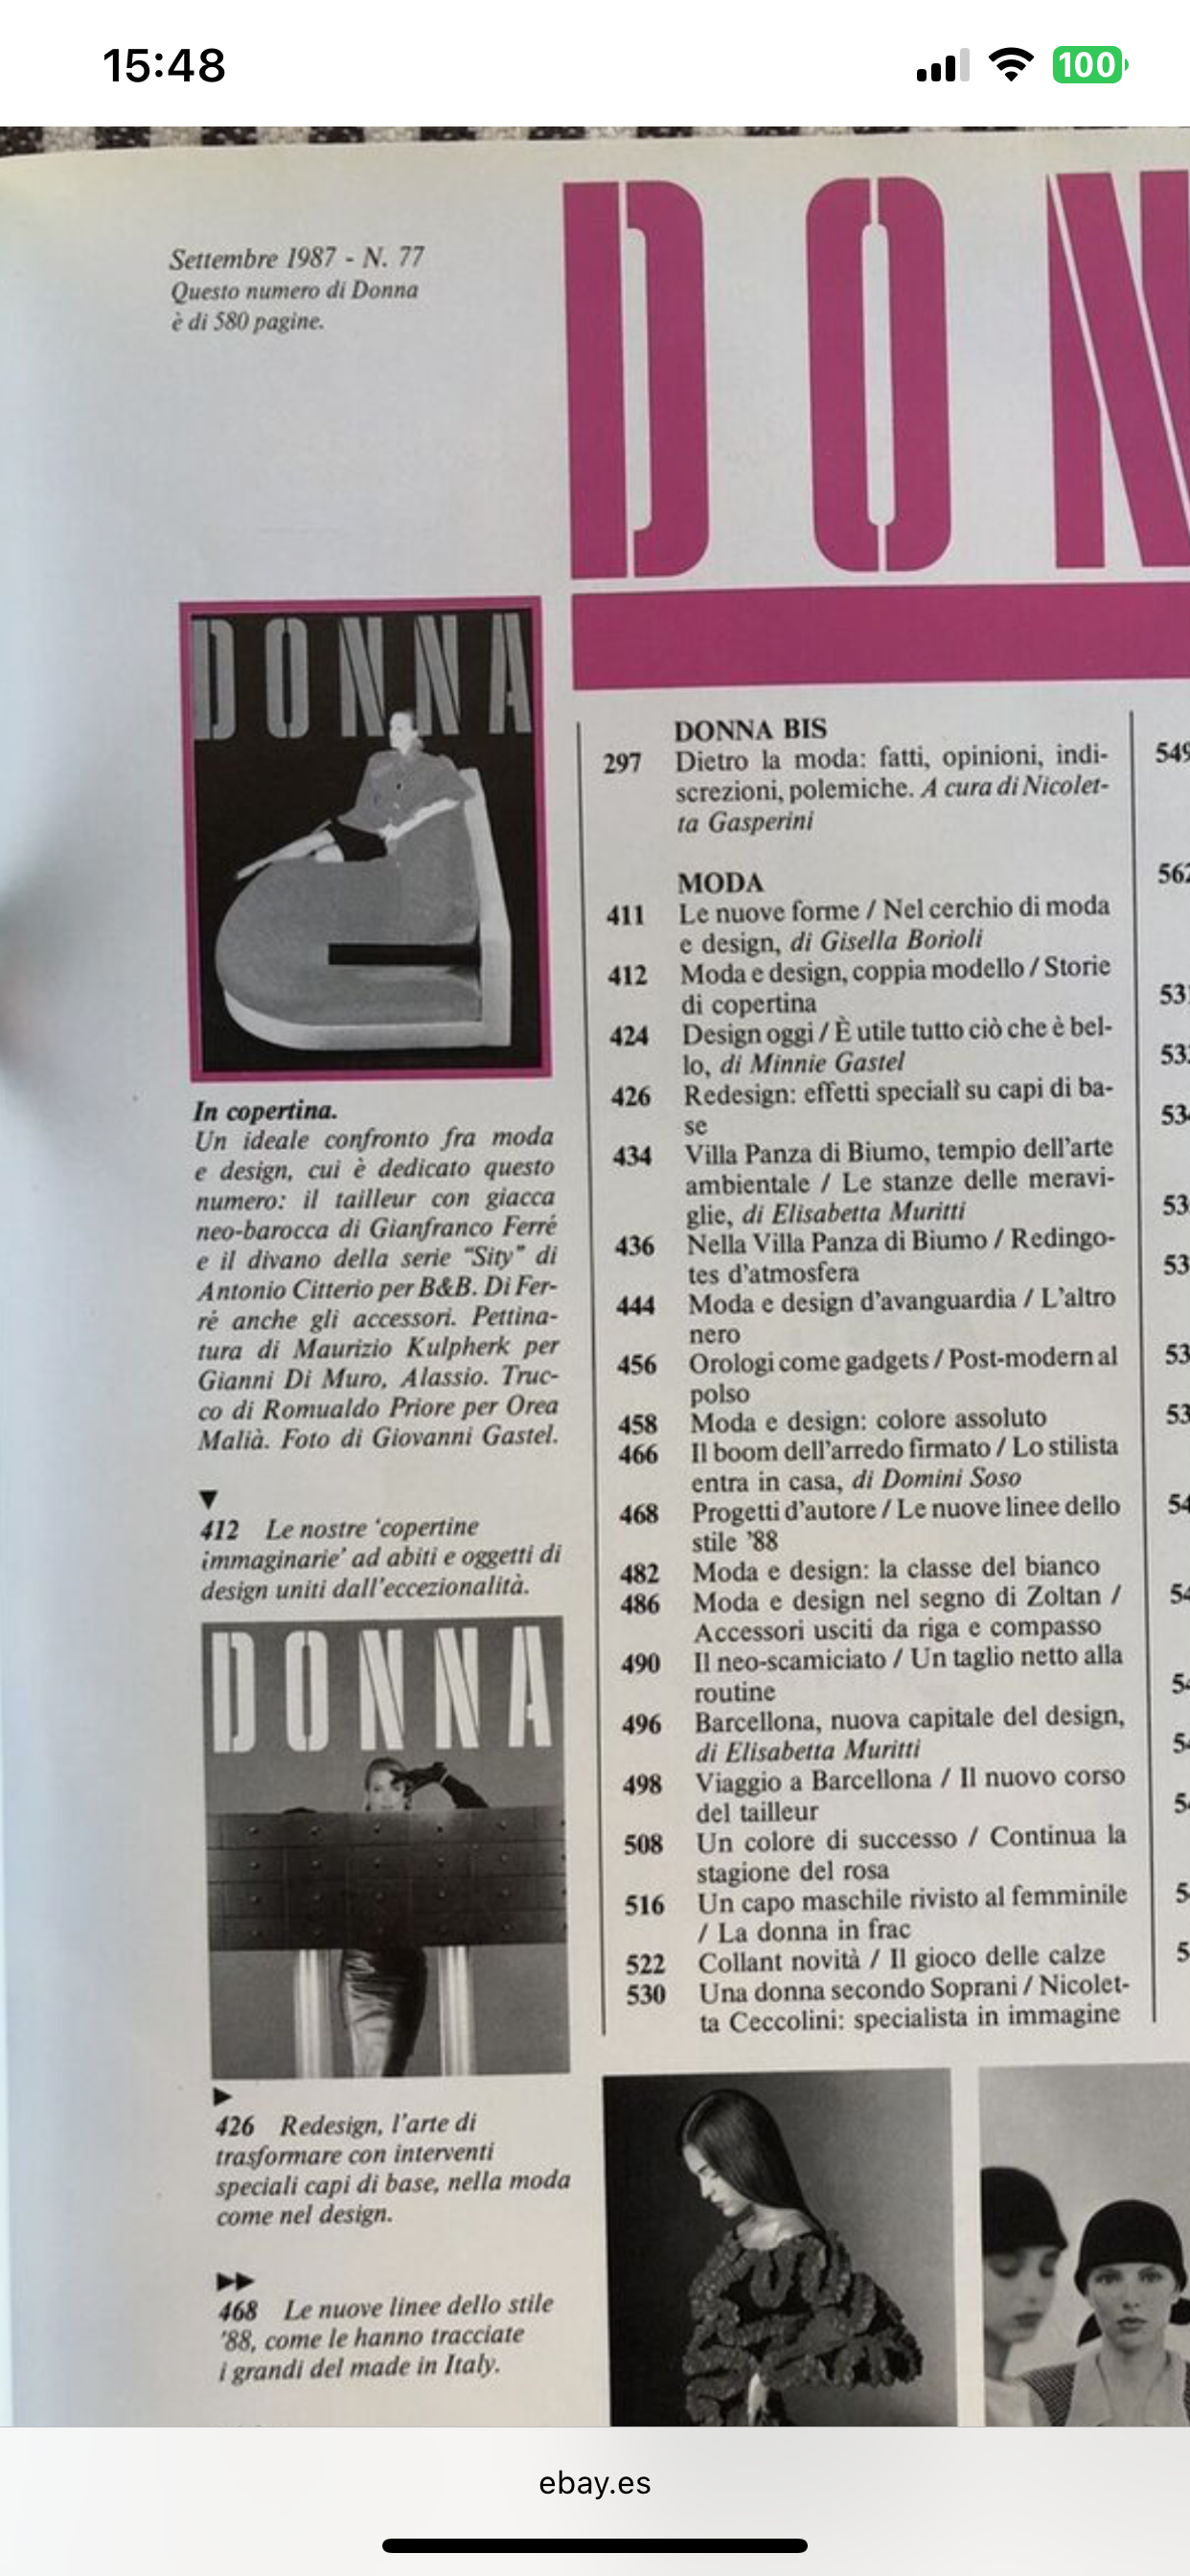 15:48
100
Settembre 1987 - N. 77
Questo numero di Donna
è di 580 pagine.
DON
DONNA
In copertina.
Un ideale confronto fra moda
e design, cui è dedicato questo
numero: il tailleur con giacca
neo-barocca di Gianfranco Ferré
e il divano della serie “Sity” di
Antonio Citterio per B&B. Di Fer-
ré anche gli accessori. Pettina-
tura di Maurizio Kulpherk per
Gianni Di Muro, Alassio. Truc-
co di Romualdo Priore per Orea
Malià. Foto di Giovanni Gastel.
▼
412 Le nostre ‘copertine
immaginarie’ ad abiti e oggetti di
design uniti dall’eccezionalità.
DONNA
▶
426 Redesign, l’arte di
trasformare con interventi
speciali capi di base, nella moda
come nel design.
▶▶
468 Le nuove linee dello stile
’88, come le hanno tracciate
i grandi del made in Italy.
DONNA BIS
297 Dietro la moda: fatti, opinioni, indi-
screzioni, polemiche. A cura di Nicolet-
ta Gasperini
MODA
411 Le nuove forme / Nel cerchio di moda
e design, di Gisella Borioli
412 Moda e design, coppia modello / Storie
di copertina
424 Design oggi / È utile tutto ciò che è bel-
lo, di Minnie Gastel
426 Redesign: effetti speciali su capi di ba-
se
434 Villa Panza di Biumo, tempio dell’arte
ambientale / Le stanze delle meravi-
glie, di Elisabetta Muritti
436 Nella Villa Panza di Biumo / Redingo-
tes d’atmosfera
444 Moda e design d’avanguardia / L’altro
nero
456 Orologi come gadgets / Post-modern al
polso
458 Moda e design: colore assoluto
466 Il boom dell’arredo firmato / Lo stilista
entra in casa, di Domini Soso
468 Progetti d’autore / Le nuove linee dello
stile ’88
482 Moda e design: la classe del bianco
486 Moda e design nel segno di Zoltan /
Accessori usciti da riga e compasso
490 Il neo-scamiciato / Un taglio netto alla
routine
496 Barcellona, nuova capitale del design,
di Elisabetta Muritti
498 Viaggio a Barcellona / Il nuovo corso
del tailleur
508 Un colore di successo / Continua la
stagione del rosa
516 Un capo maschile rivisto al femminile
/ La donna in frac
522 Collant novità / Il gioco delle calze
530 Una donna secondo Soprani / Nicolet-
ta Ceccolini: specialista in immagine
ebay.es